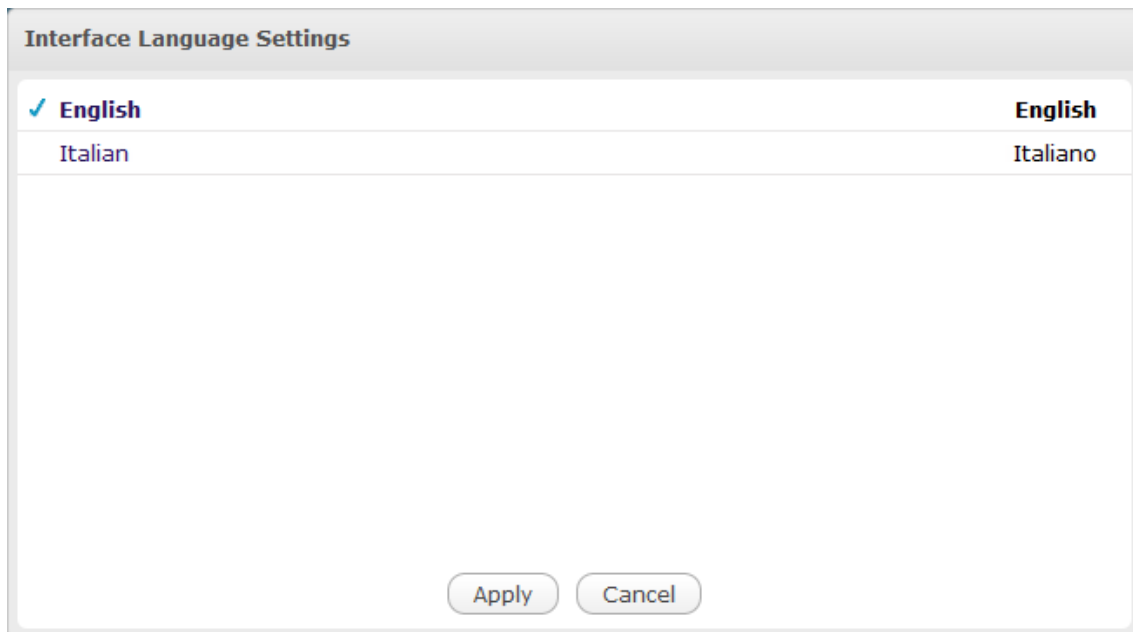 Interface Language Settings
✓ English English
Italian Italiano
Apply Cancel